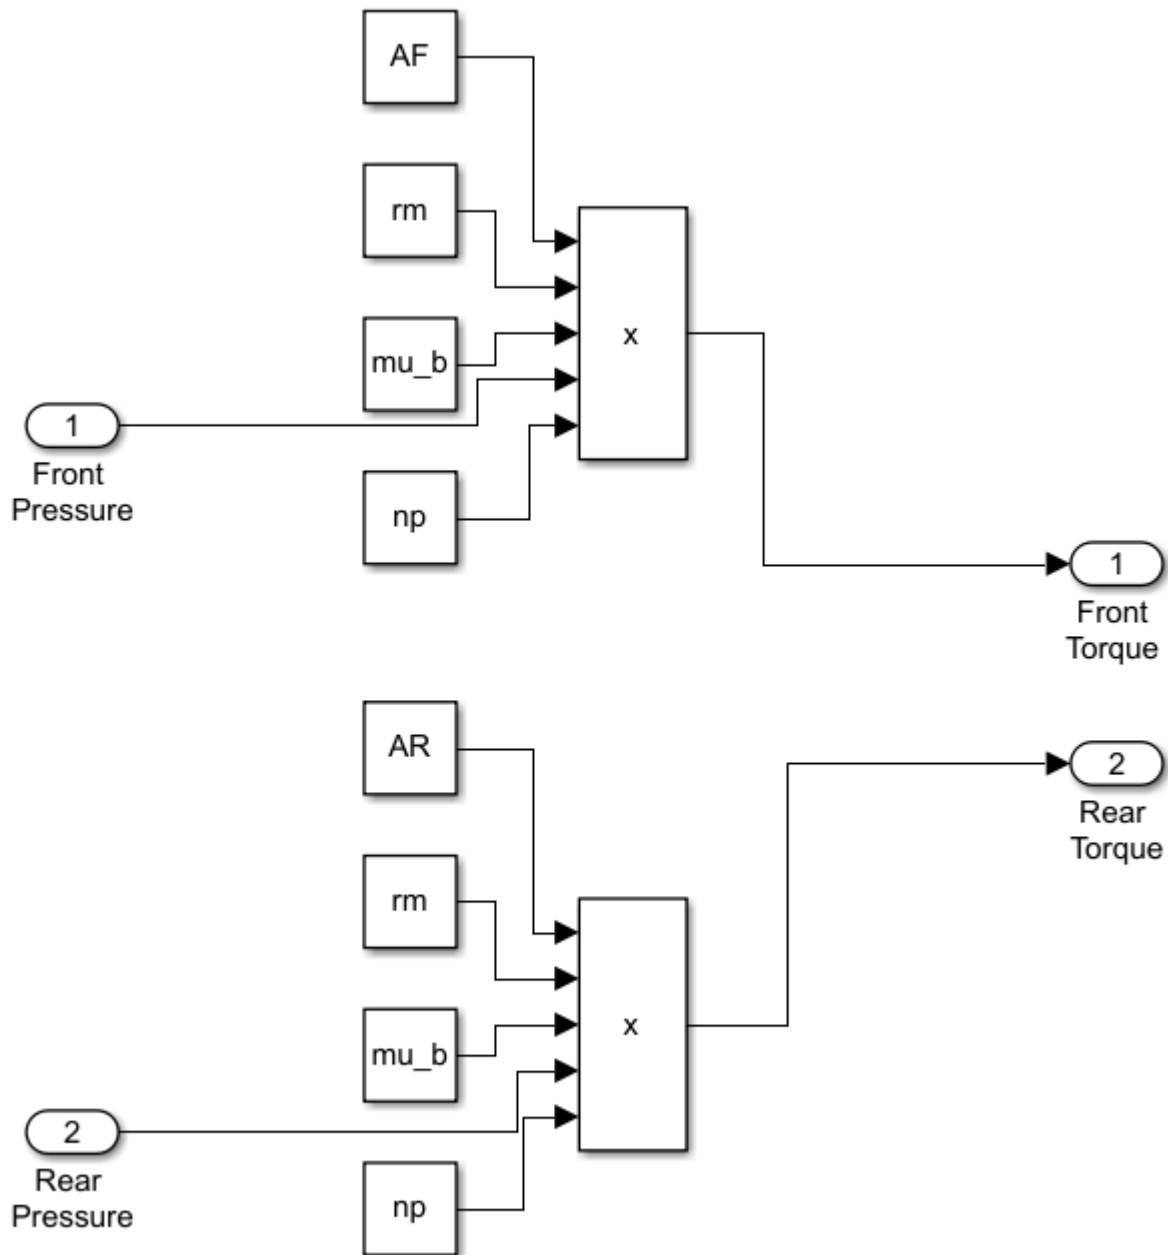 AF
rm
x
mu_b
1
Front
Pressure
np
1
Front
Torque
AR
2
Rear
Torque
rm
x
mu_b
2
Rear
Pressure
np